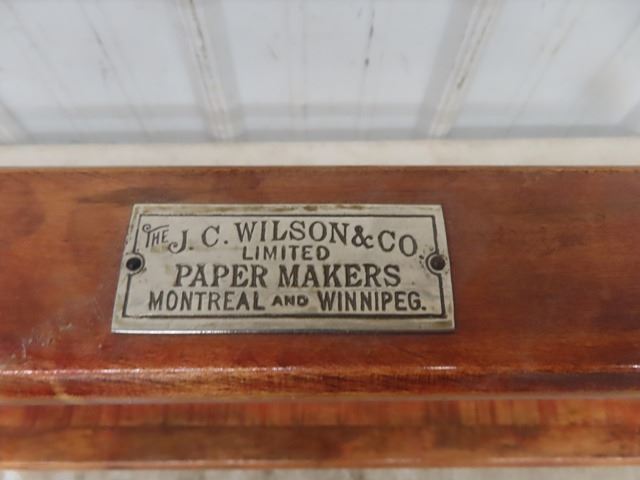 THE J. C. WILSON & CO.
LIMITED
PAPER MAKERS
MONTREAL AND WINNIPEG.